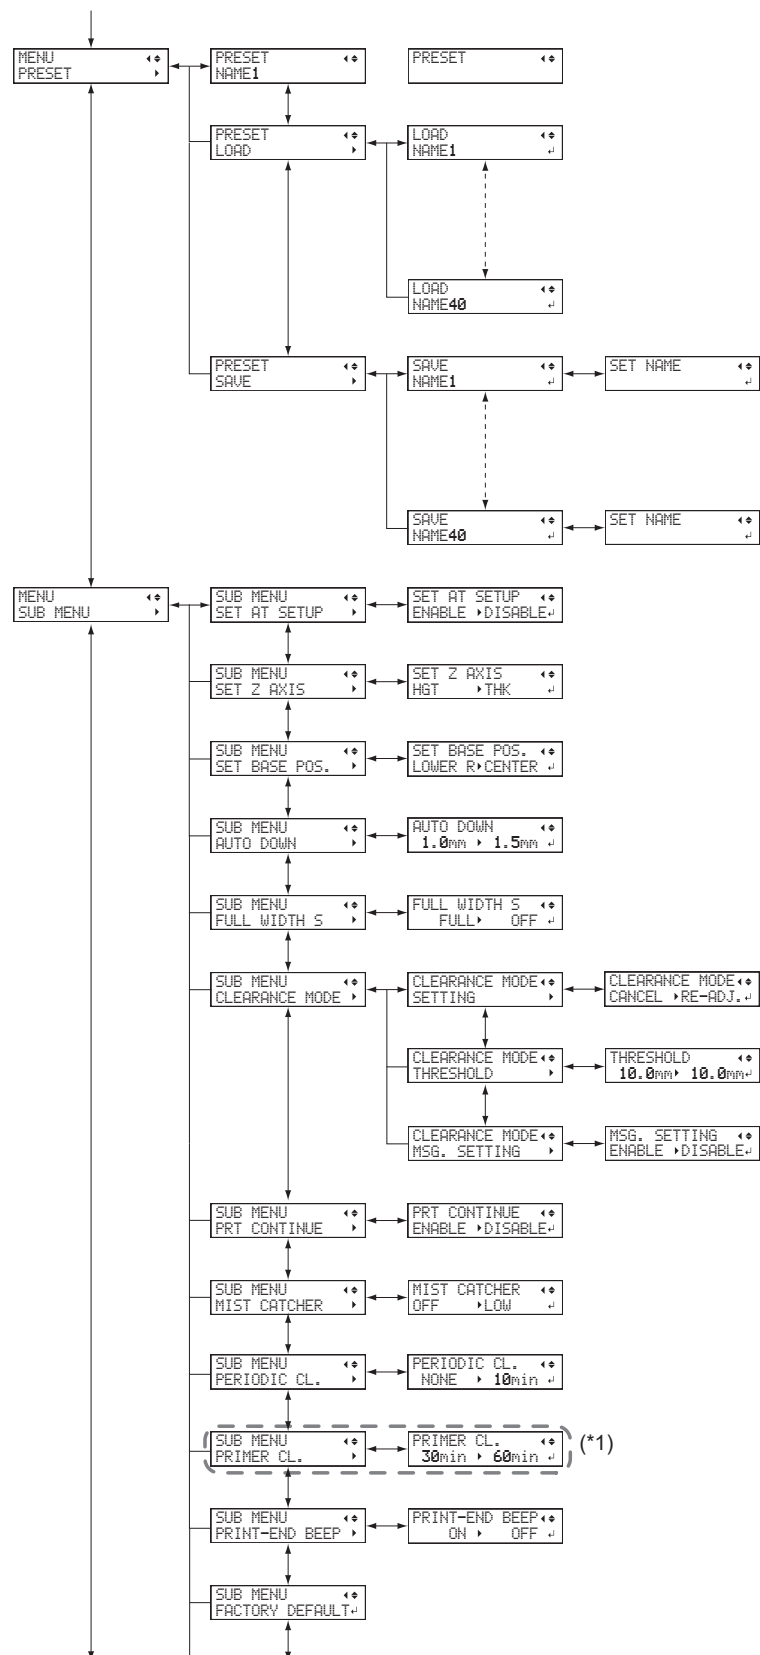 MENU
PRESET
PRESET
NAME1
PRESET
PRESET
LOAD
LOAD
NAME1
LOAD
NAME40
PRESET
SAVE
SAVE
NAME1
SET NAME
SAVE
NAME40
SET NAME
MENU
SUB MENU
SUB MENU
SET AT SETUP
SET AT SETUP
ENABLE DISABLE
SUB MENU
SET Z AXIS
SET Z AXIS
HGT THK
SUB MENU
SET BASE POS.
SET BASE POS.
LOWER R CENTER
SUB MENU
AUTO DOWN
AUTO DOWN
1.0mm 1.5mm
SUB MENU
FULL WIDTH S
FULL WIDTH S
FULL OFF
SUB MENU
CLEARANCE MODE
CLEARANCE MODE
SETTING
CLEARANCE MODE
CANCEL RE-ADJ.
CLEARANCE MODE
THRESHOLD
THRESHOLD
10.0mm 10.0mm
CLEARANCE MODE
MSG. SETTING
MSG. SETTING
ENABLE DISABLE
SUB MENU
PRT CONTINUE
PRT CONTINUE
ENABLE DISABLE
SUB MENU
MIST CATCHER
MIST CATCHER
OFF LOW
SUB MENU
PERIODIC CL.
PERIODIC CL.
NONE 10min
SUB MENU
PRIMER CL.
PRIMER CL.
30min 60min
(*1)
SUB MENU
PRINT-END BEEP
PRINT-END BEEP
ON OFF
SUB MENU
FACTORY DEFAULT